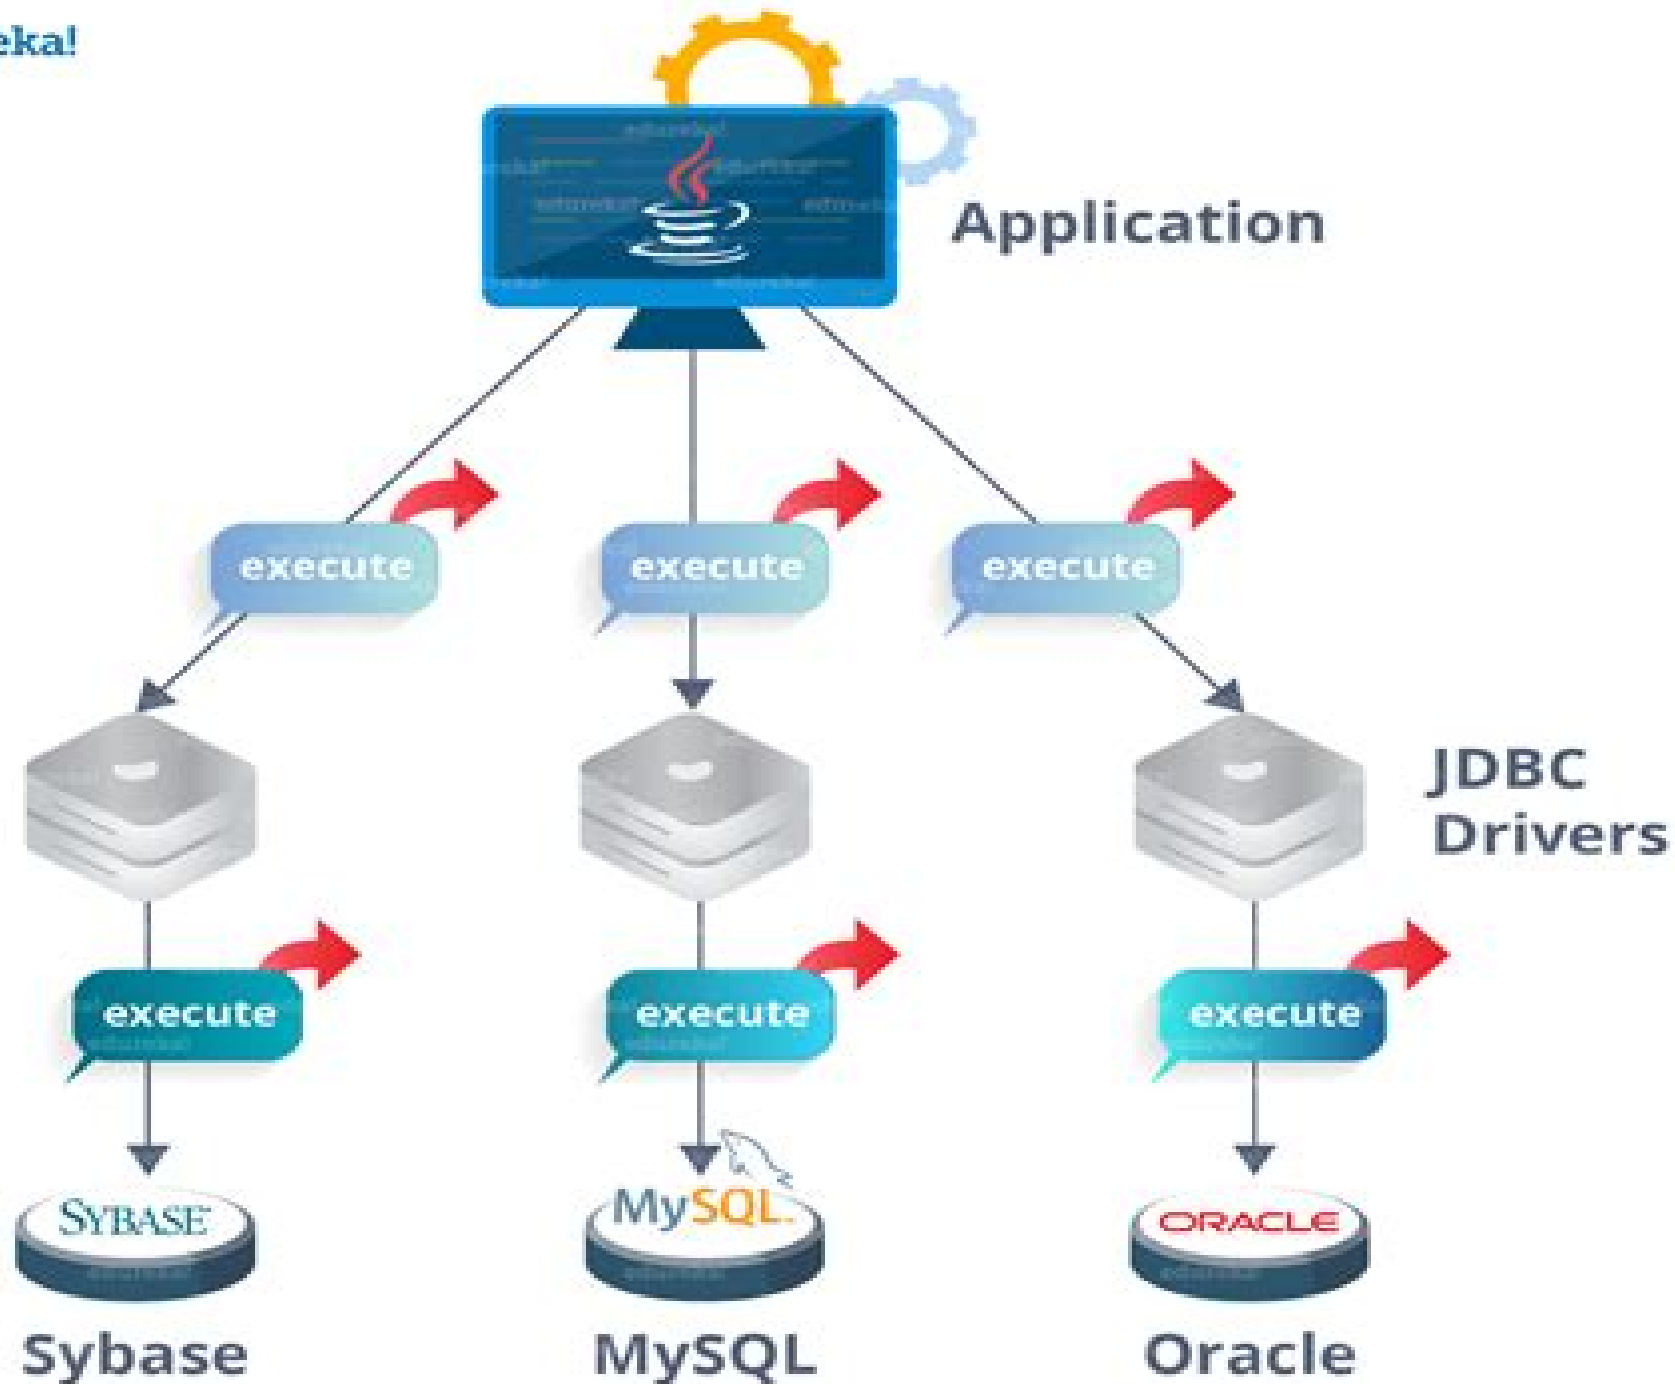 eka!
Application
execute
execute
execute
JDBC
Drivers
execute
execute
execute
SYBASE
MySQL.
ORACLE
Sybase
MySQL
Oracle